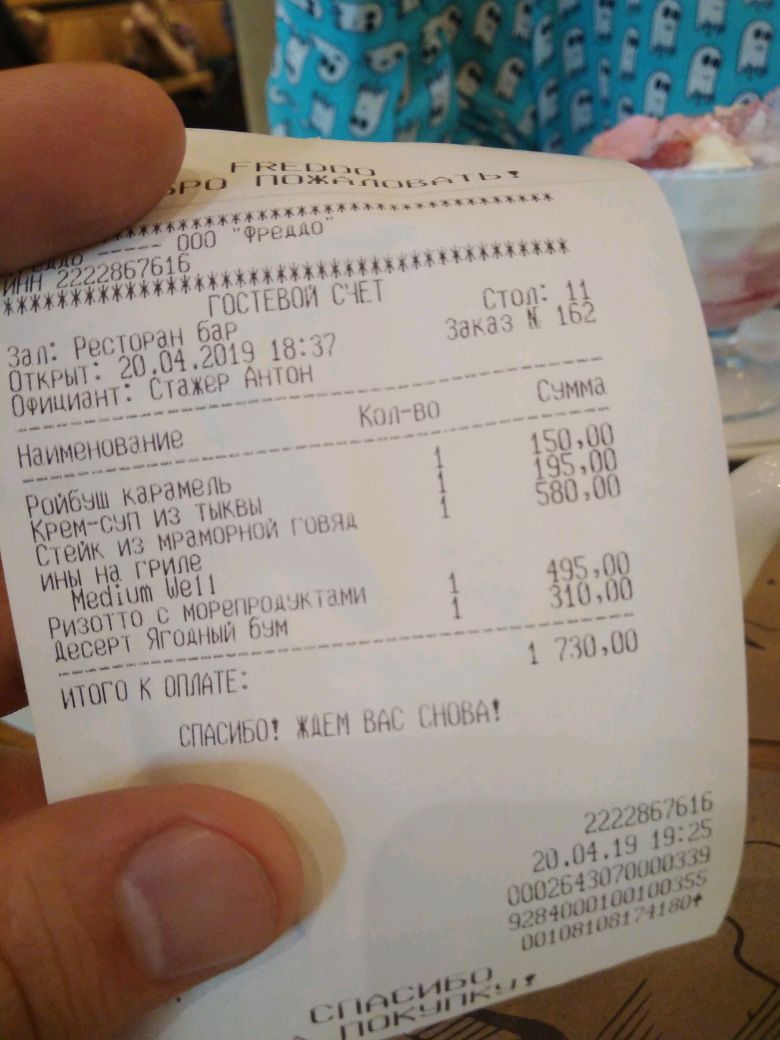 FREDDO
ПОЖАЛОВАТЬ!
****************************************
----- ООО "Фреддо"
ИНН 2222867616
****************************************
ГОСТЕВОЙ СЧЕТ
Зал: Ресторан бар Стол: 11
Открыт: 20.04.2019 18:37 Заказ № 162
Официант: Стажер Антон
Наименование Кол-во Сумма
Ройбуш карамель 1 150,00
Крем-суп из тыквы 1 195,00
Стейк из мраморной говяд 1 580,00
ины на гриле
Medium Well
Ризотто с морепродуктами 1 495,00
Десерт Ягодный бум 1 310,00
ИТОГО К ОПЛАТЕ: 1 730,00
СПАСИБО! ЖДЕМ ВАС СНОВА!
2222867616
20.04.19 19:25
0002643070000339
9284000100100355
00108108174180
СПАСИБО
ПОКУПКУ!